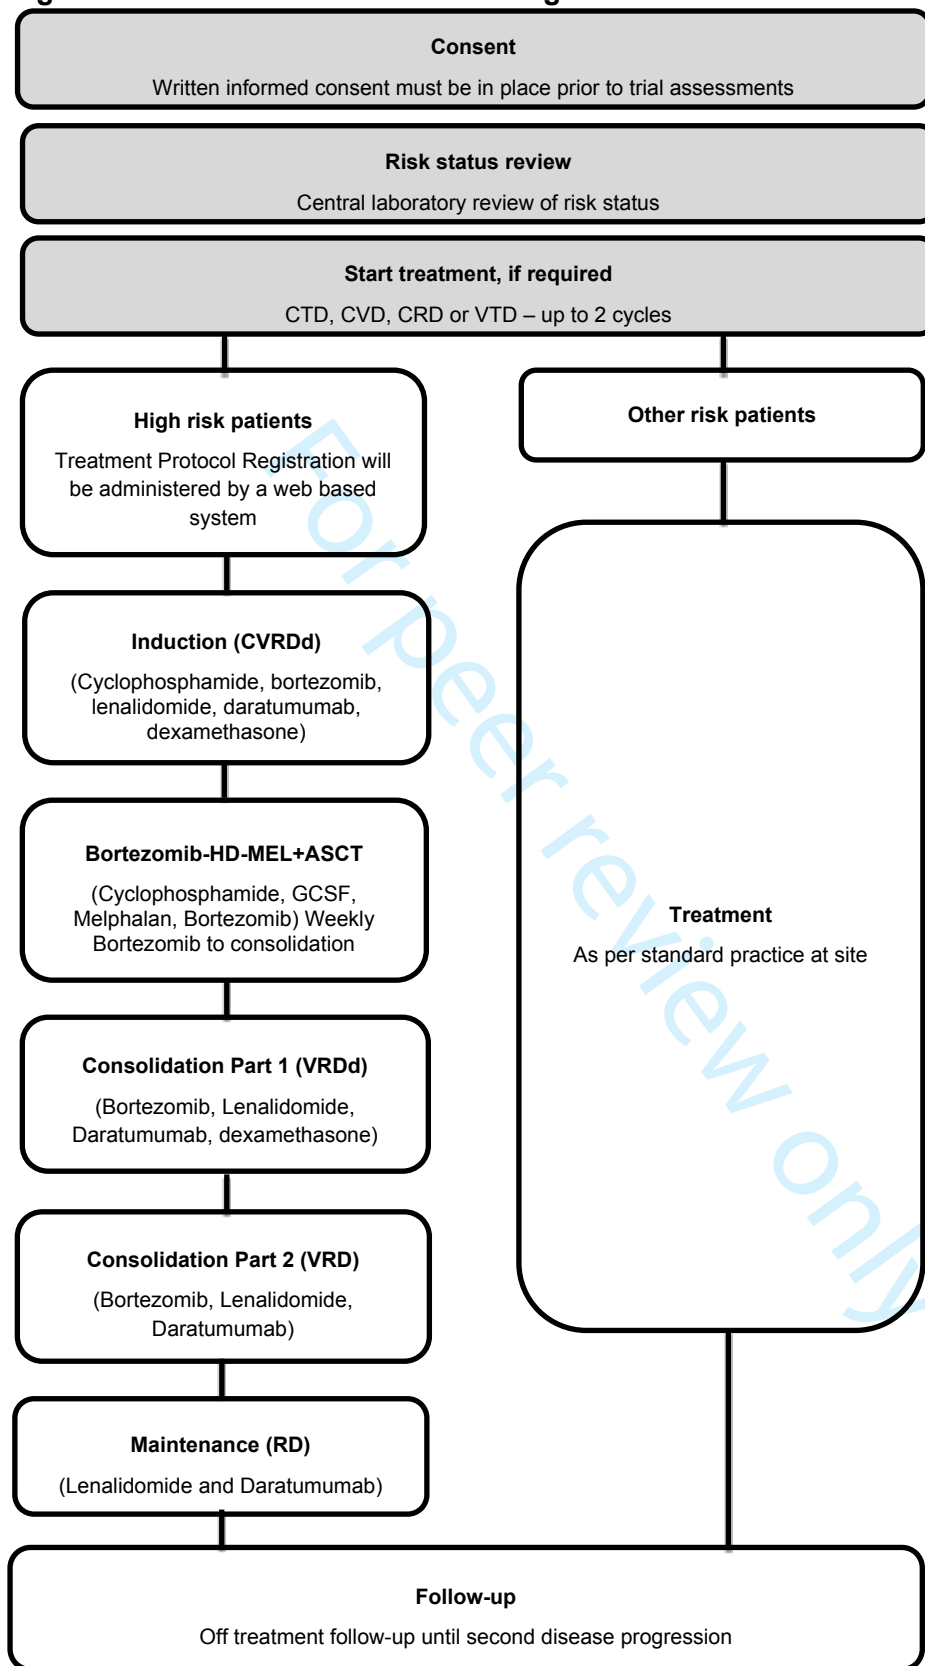 Consent
Written informed consent must be in place prior to trial assessments
Risk status review
Central laboratory review of risk status
Start treatment, if required
CTD, CVD, CRD or VTD – up to 2 cycles
High risk patients
Treatment Protocol Registration will
be administered by a web based
system
Other risk patients
Induction (CVRDd)
(Cyclophosphamide, bortezomib,
lenalidomide, daratumumab,
dexamethasone)
Bortezomib-HD-MEL+ASCT
(Cyclophosphamide, GCSF,
Melphalan, Bortezomib) Weekly
Bortezomib to consolidation
Treatment
As per standard practice at site
Consolidation Part 1 (VRDd)
(Bortezomib, Lenalidomide,
Daratumumab, dexamethasone)
Consolidation Part 2 (VRD)
(Bortezomib, Lenalidomide,
Daratumumab)
Maintenance (RD)
(Lenalidomide and Daratumumab)
Follow-up
Off treatment follow-up until second disease progression
For peer review only